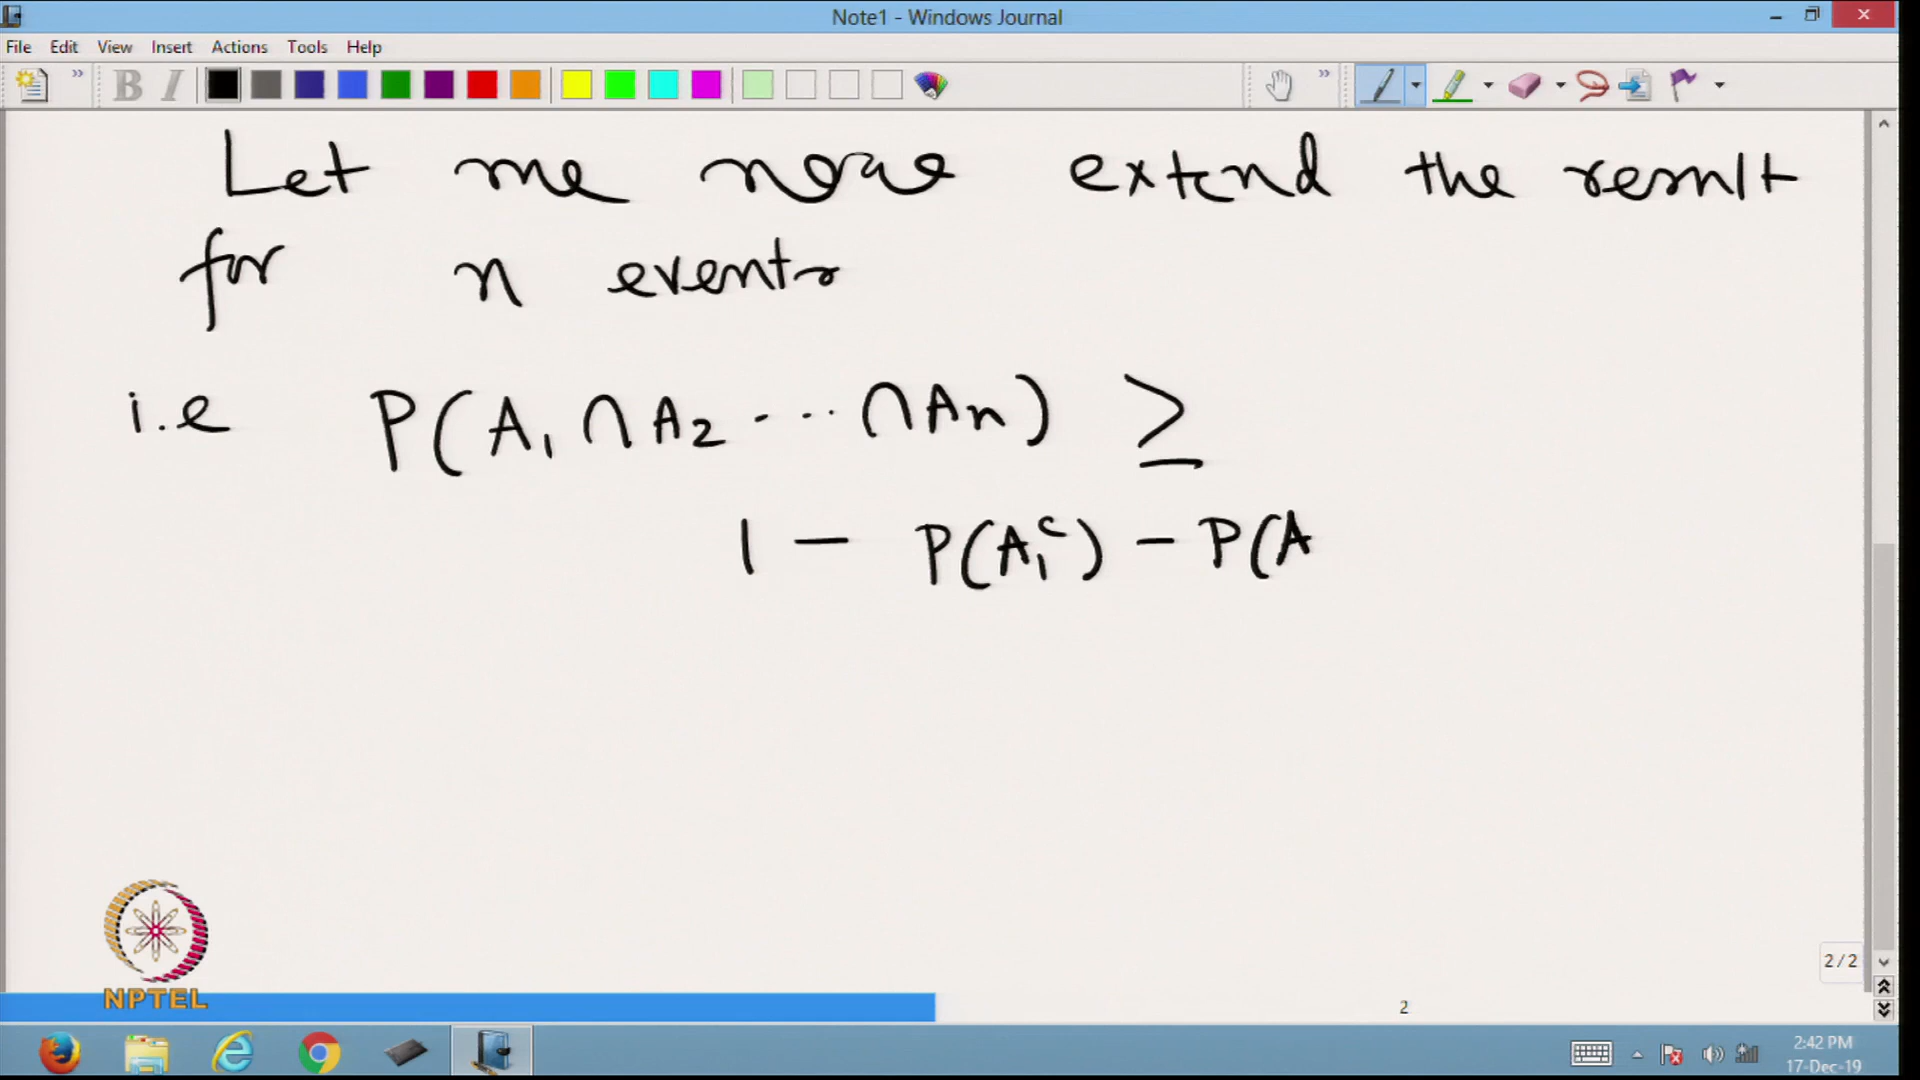 Note1 - Windows Journal
File Edit View Insert Actions Tools Help
B I
Let me now extend the result
for n events
i.e P(A₁ ∩ A₂ ... ∩ Aₙ) ≥
1 - P(A₁ᶜ) - P(A
NPTEL
2 / 2
2
2:42 PM
17-Dec-19